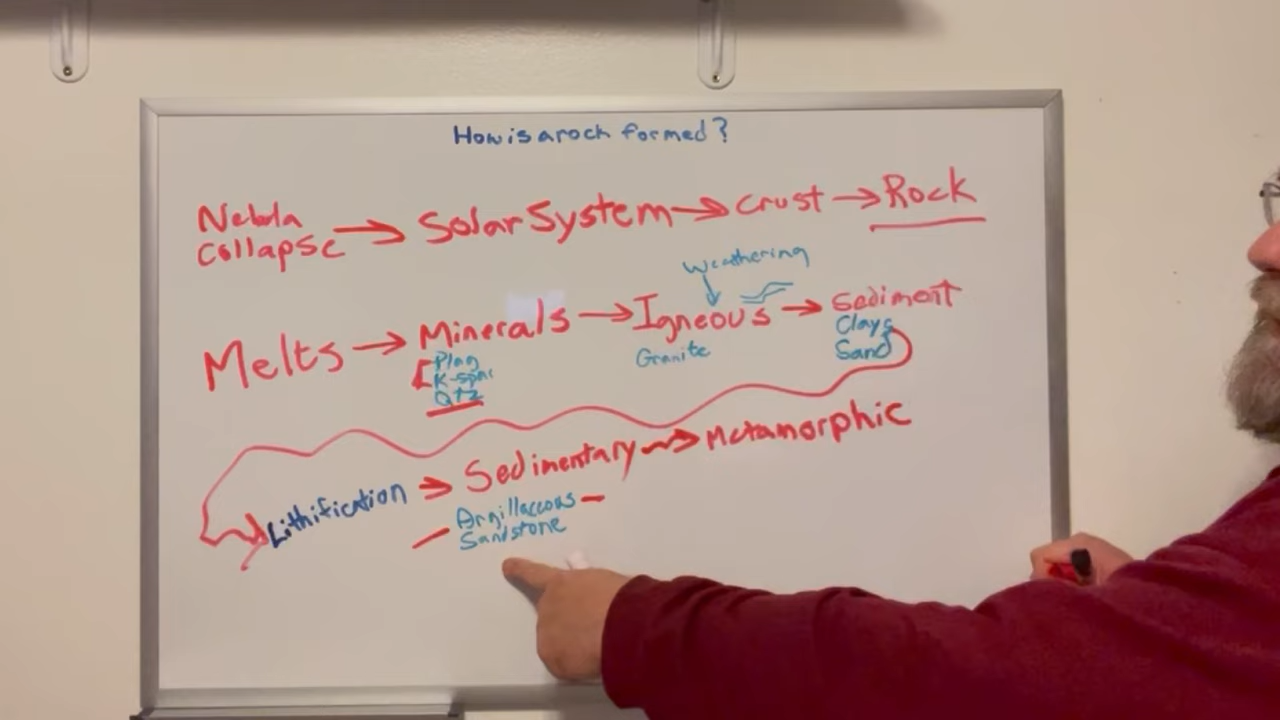 How is a rock formed?
Nebula Collapse → Solar System → Crust → Rock
Weathering
Melts → Minerals → Igneous → Sediment
Plag
K-spar
Qtz
Granite
Clays
Sand
Lithification → Sedimentary → Metamorphic
Argillaceous
Sandstone